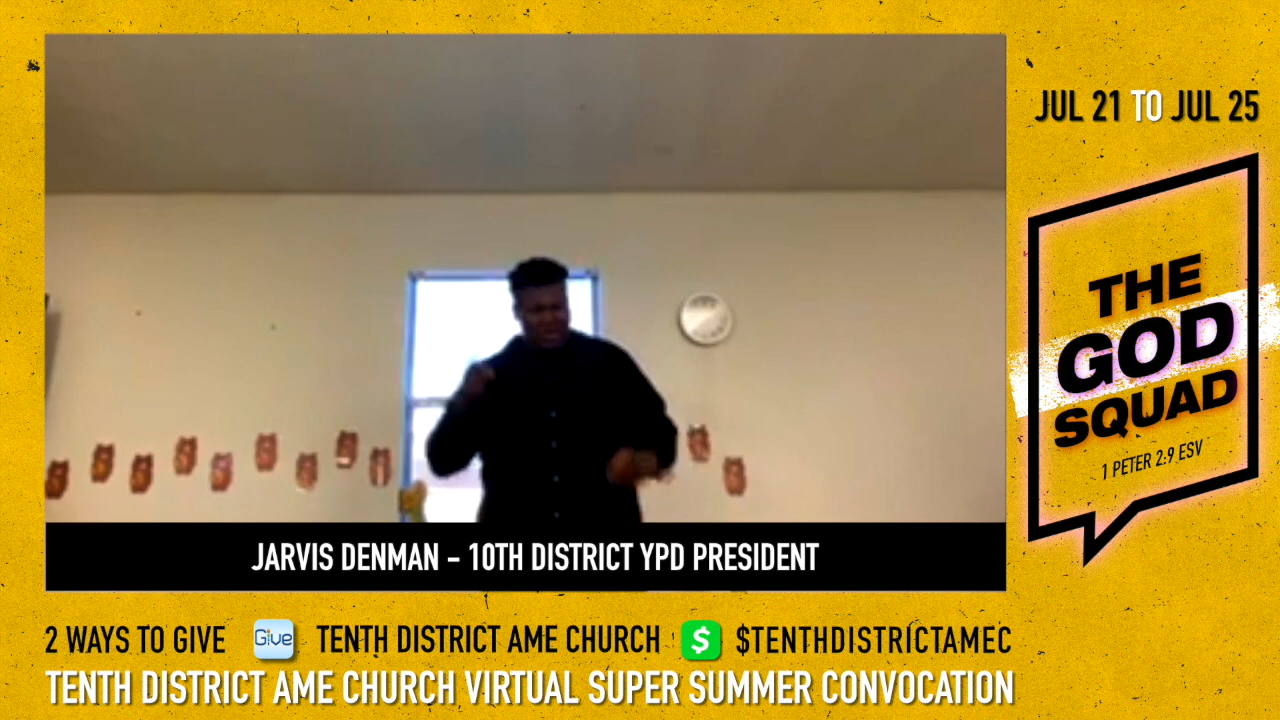 JUL 21 TO JUL 25
THE
GOD
SQUAD
1 PETER 2:9 ESV
JARVIS DENMAN - 10TH DISTRICT YPD PRESIDENT
2 WAYS TO GIVE Give TENTH DISTRICT AME CHURCH $ $TENTHDISTRICTAMEC
TENTH DISTRICT AME CHURCH VIRTUAL SUPER SUMMER CONVOCATION